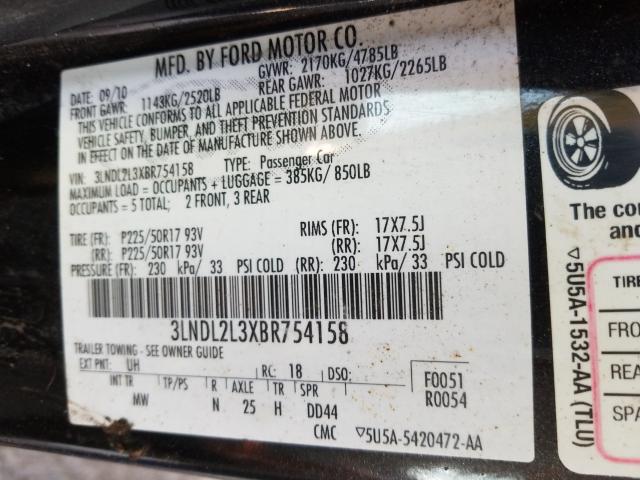 MFD. BY FORD MOTOR CO.
DATE: 09/10 GVWR: 2170KG/4785LB
FRONT GAWR: 1143KG/2520LB REAR GAWR: 1027KG/2265LB
THIS VEHICLE CONFORMS TO ALL APPLICABLE FEDERAL MOTOR
VEHICLE SAFETY, BUMPER, AND THEFT PREVENTION STANDARDS
IN EFFECT ON THE DATE OF MANUFACTURE SHOWN ABOVE.
VIN: 3LNDL2L3XBR754158 TYPE: Passenger Car
MAXIMUM LOAD = OCCUPANTS + LUGGAGE = 385KG/ 850LB
OCCUPANTS = 5 TOTAL; 2 FRONT, 3 REAR
TIRE (FR): P225/50R17 93V RIMS (FR): 17X7.5J
(RR): P225/50R17 93V (RR): 17X7.5J
PRESSURE (FR): 230 kPa/ 33 PSI COLD (RR): 230 kPa/ 33 PSI COLD
3LNDL2L3XBR754158
TRAILER TOWING - SEE OWNER GUIDE
EXT PNT: UH RC: 18 DSO: F0051
INT TR TP/PS R AXLE TR SPR R0054
MW N 25 H DD44
CMC ▽5U5A-5420472-AA
The co
and
TIRE
FRO
REA
SPA
▽5U5A-1532-AA (TLU)